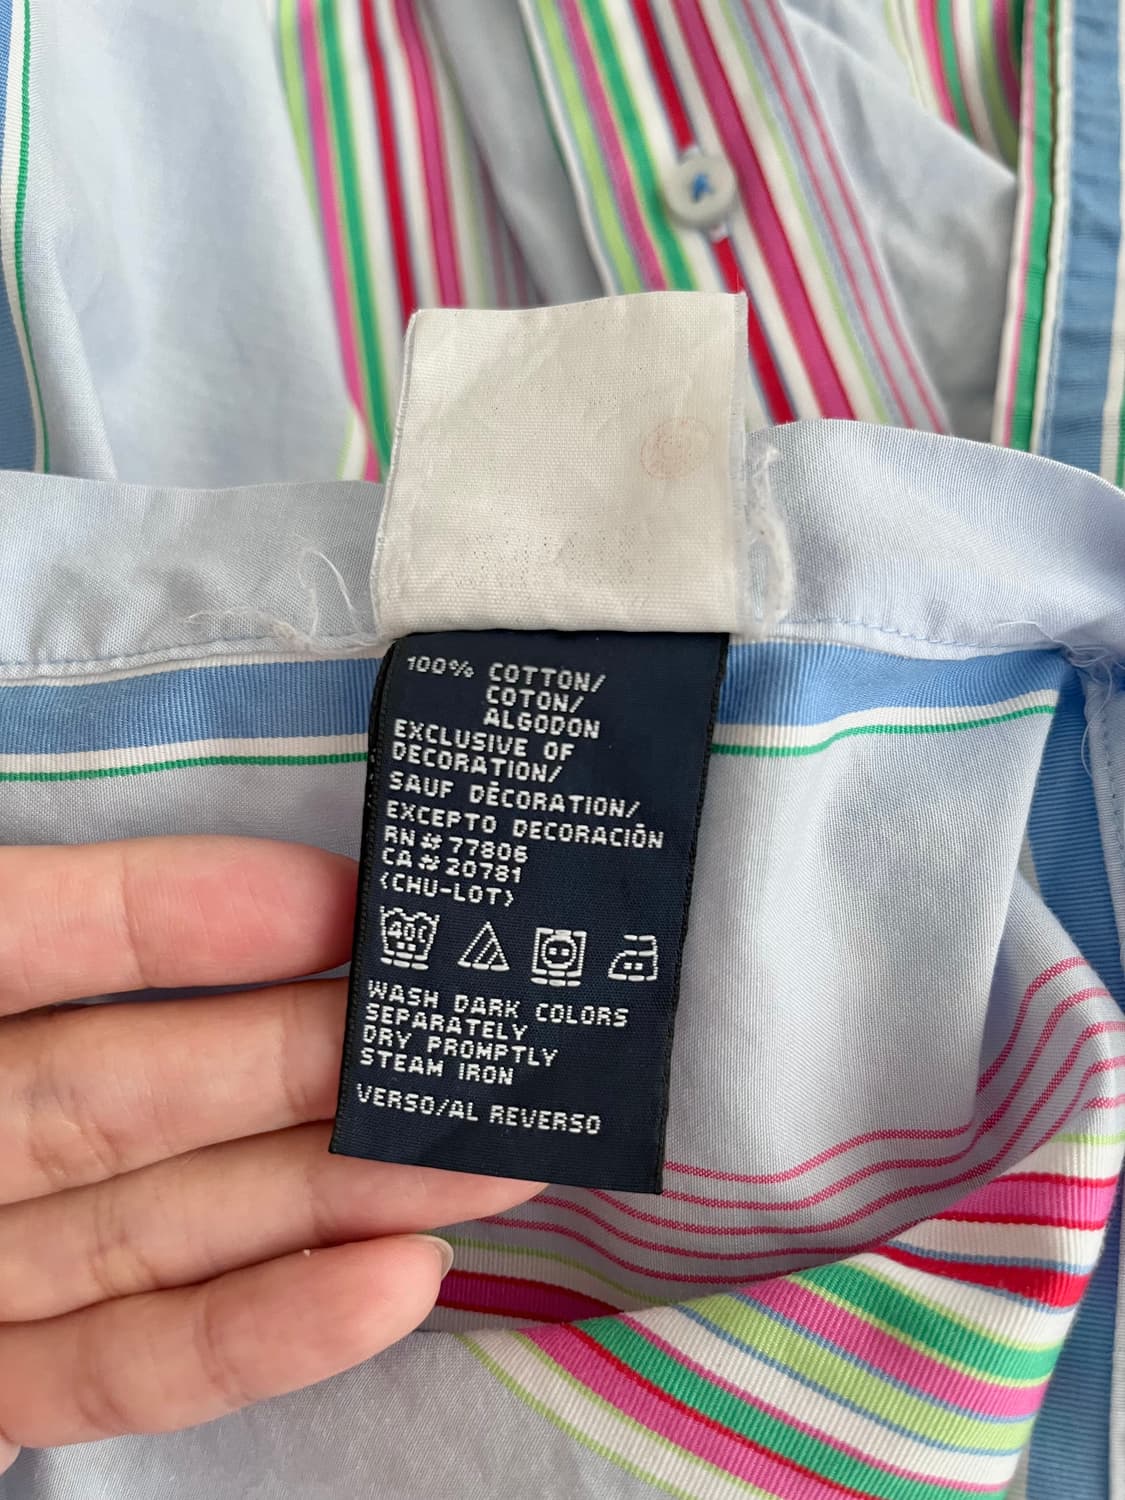 100% COTTON/
COTON/
ALGODON
EXCLUSIVE OF
DECORATION/
SAUF DÉCORATION/
EXCEPTO DECORACIÓN
RN#77806
CA#20781
(CHU-LOT)
40C
WASH DARK COLORS
SEPARATELY
DRY PROMPTLY
STEAM IRON
VERSO/AL REVERSO